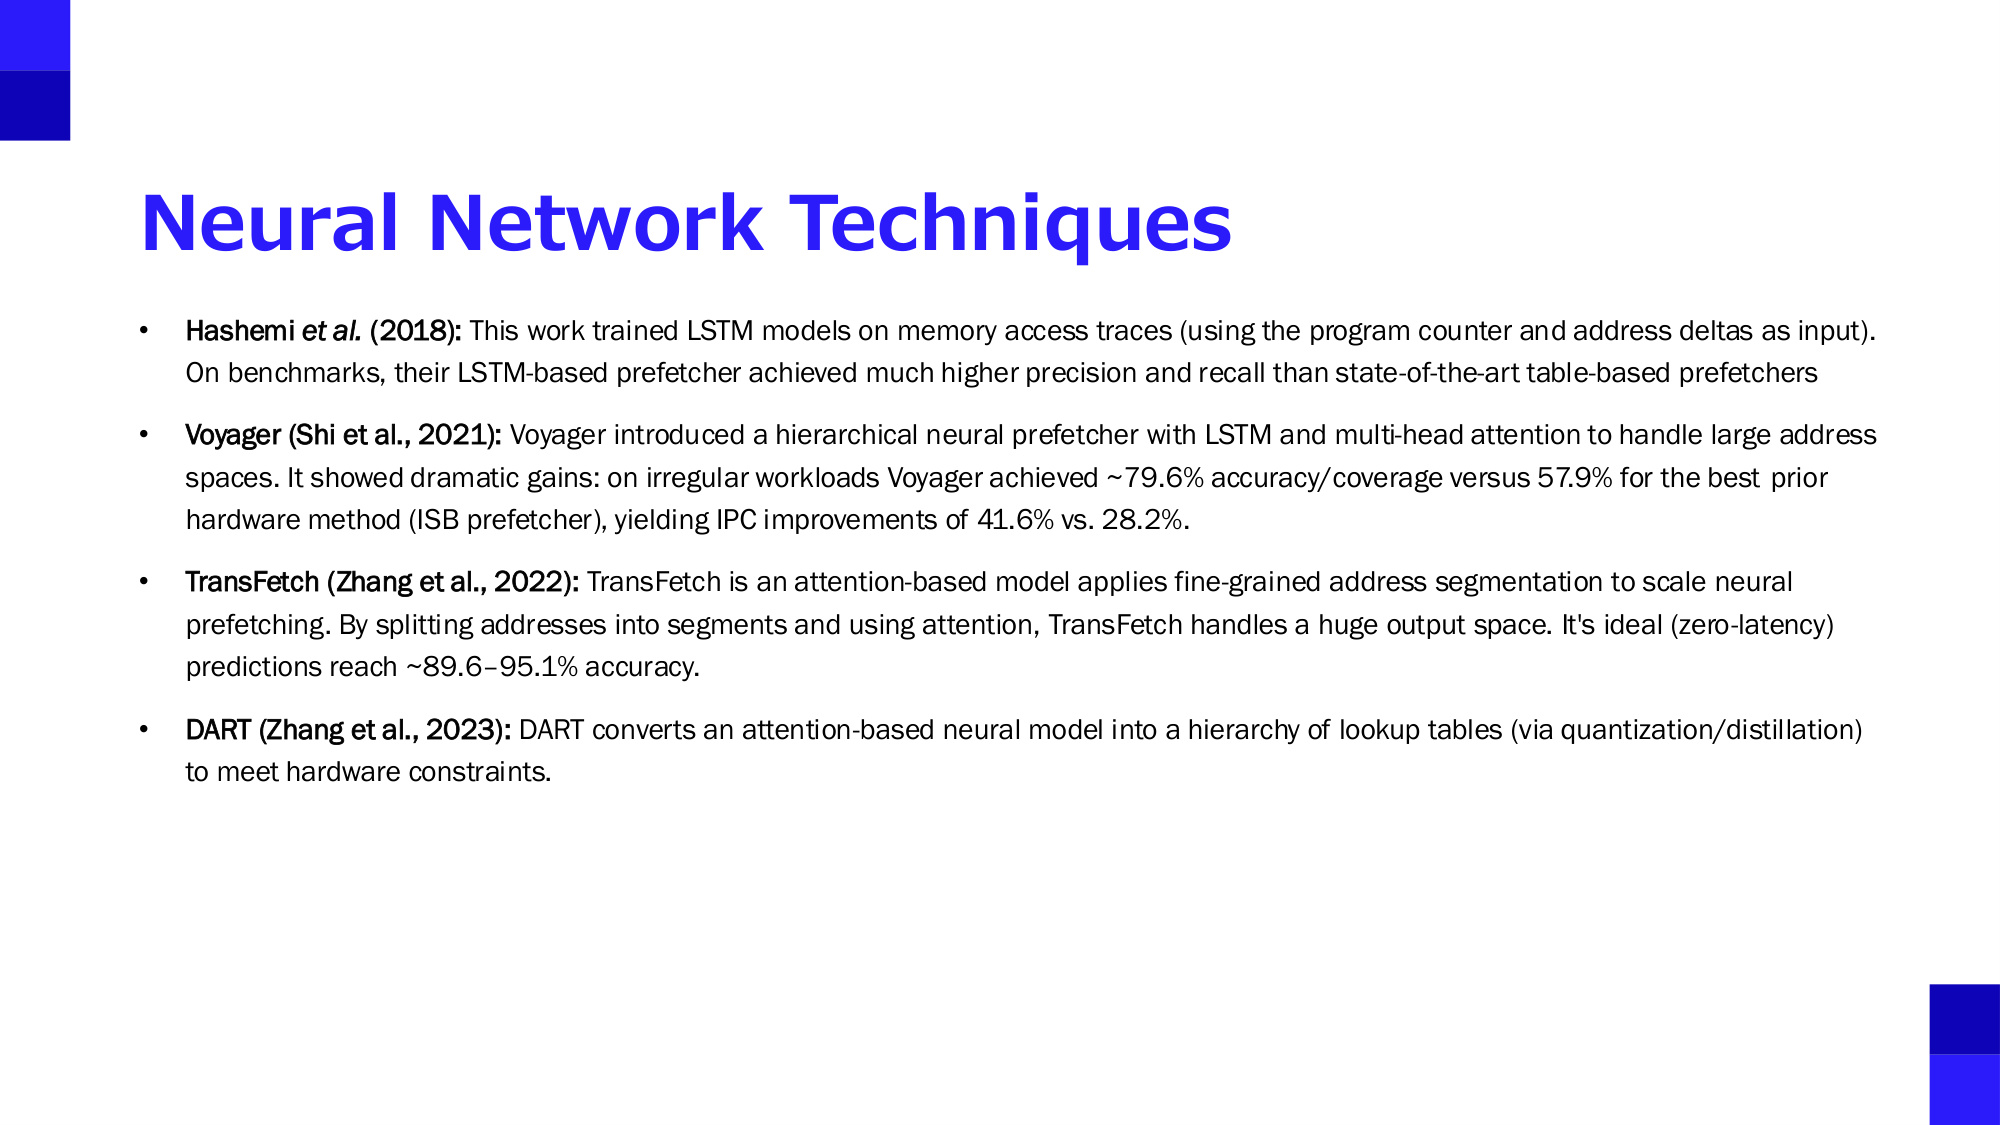 Neural Network Techniques
• Hashemi et al. (2018): This work trained LSTM models on memory access traces (using the program counter and address deltas as input).
On benchmarks, their LSTM-based prefetcher achieved much higher precision and recall than state-of-the-art table-based prefetchers
• Voyager (Shi et al., 2021): Voyager introduced a hierarchical neural prefetcher with LSTM and multi-head attention to handle large address
spaces. It showed dramatic gains: on irregular workloads Voyager achieved ~79.6% accuracy/coverage versus 57.9% for the best prior
hardware method (ISB prefetcher), yielding IPC improvements of 41.6% vs. 28.2%.
• TransFetch (Zhang et al., 2022): TransFetch is an attention-based model applies fine-grained address segmentation to scale neural
prefetching. By splitting addresses into segments and using attention, TransFetch handles a huge output space. It's ideal (zero-latency)
predictions reach ~89.6–95.1% accuracy.
• DART (Zhang et al., 2023): DART converts an attention-based neural model into a hierarchy of lookup tables (via quantization/distillation)
to meet hardware constraints.